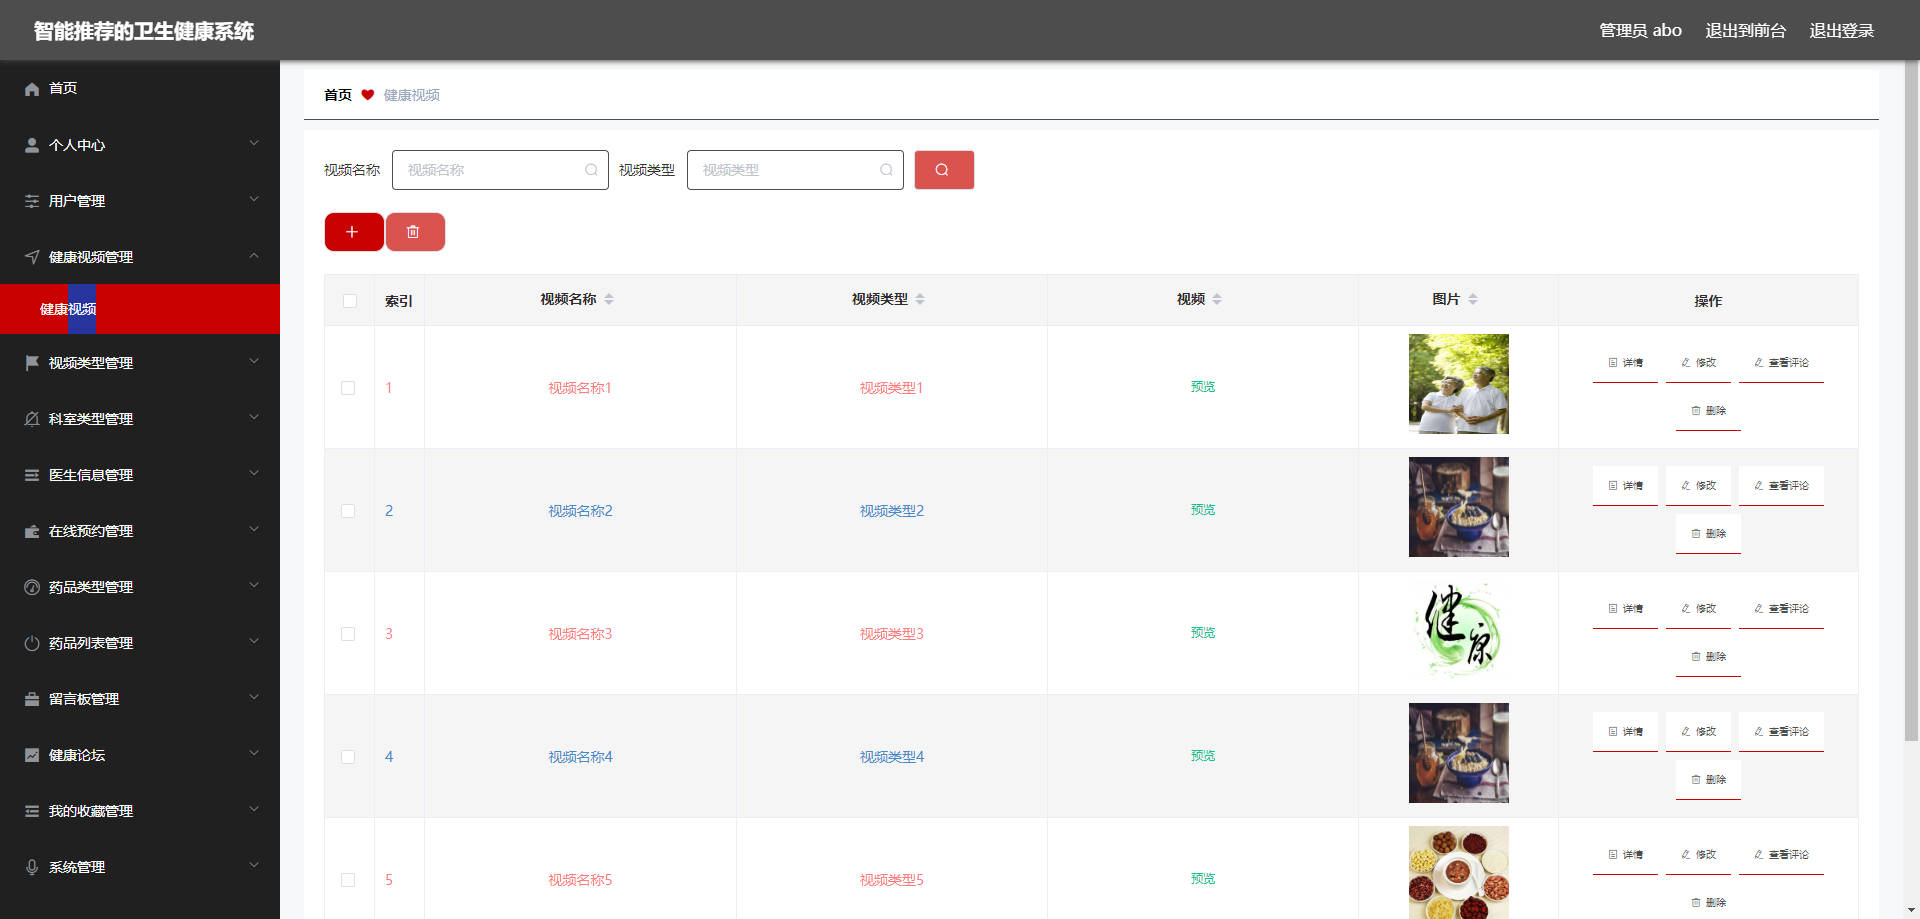 智能推荐的卫生健康系统
管理员 abo 退出到前台 退出登录
首页
个人中心
用户管理
健康视频管理
健康视频
视频类型管理
科室类型管理
医生信息管理
在线预约管理
药品类型管理
药品列表管理
留言板管理
健康论坛
我的收藏管理
系统管理
首页 健康视频
视频名称 视频名称 视频类型 视频类型
索引 视频名称 视频类型 视频 图片 操作
1 视频名称1 视频类型1 预览 详情 修改 查看评论
删除
2 视频名称2 视频类型2 预览 详情 修改 查看评论
删除
3 视频名称3 视频类型3 预览 健康 详情 修改 查看评论
删除
4 视频名称4 视频类型4 预览 详情 修改 查看评论
删除
5 视频名称5 视频类型5 预览 详情 修改 查看评论
删除